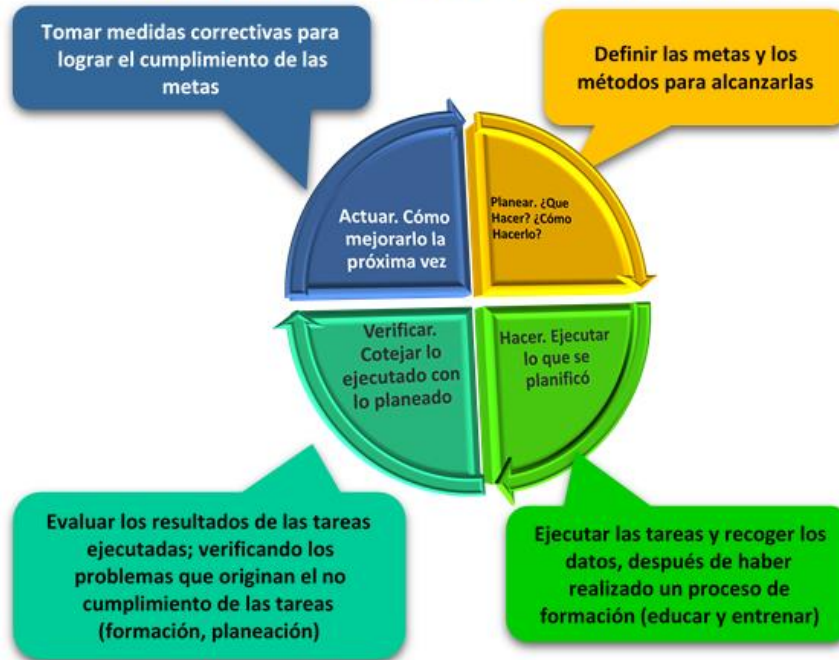 Tomar medidas correctivas para
lograr el cumplimiento de las
metas
Definir las metas y los
métodos para alcanzarlas
Actuar. Cómo
mejorarlo la
próxima vez
Planear. ¿Que
Hacer? ¿Cómo
Hacerlo?
Verificar.
Cotejar lo
ejecutado con
lo planeado
Hacer. Ejecutar
lo que se
planificó
Evaluar los resultados de las tareas
ejecutadas; verificando los
problemas que originan el no
cumplimiento de las tareas
(formación, planeación)
Ejecutar las tareas y recoger los
datos, después de haber
realizado un proceso de
formación (educar y entrenar)